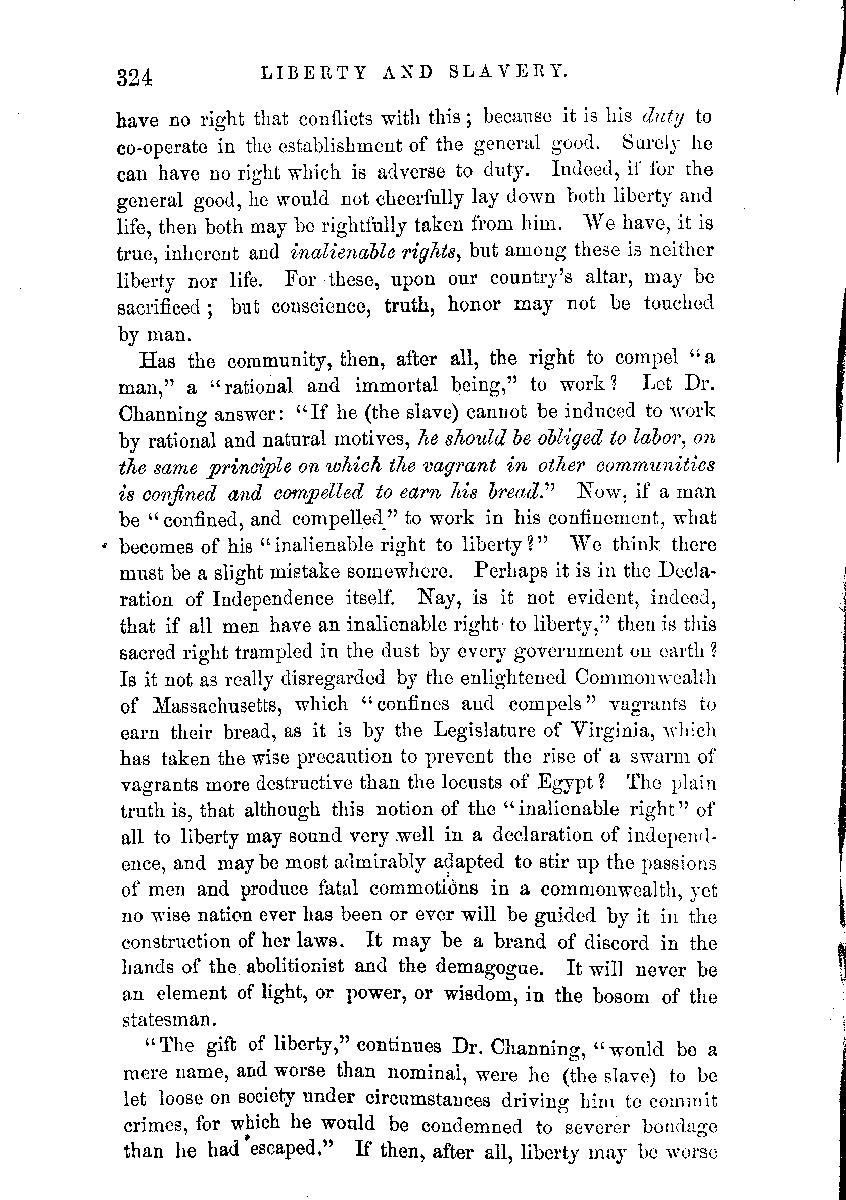 324 LIBERTY AND SLAVERY.
have no right that conflicts with this; because it is his duty to
co-operate in the establishment of the general good. Surely he
can have no right which is adverse to duty. Indeed, if for the
general good, he would not cheerfully lay down both liberty and
life, then both may be rightfully taken from him. We have, it is
true, inherent and inalienable rights, but among these is neither
liberty nor life. For these, upon our country's altar, may be
sacrificed; but conscience, truth, honor may not be touched
by man.
Has the community, then, after all, the right to compel "a
man," a "rational and immortal being," to work? Let Dr.
Channing answer: "If he (the slave) cannot be induced to work
by rational and natural motives, he should be obliged to labor, on
the same principle on which the vagrant in other communities
is confined and compelled to earn his bread." Now, if a man
be "confined, and compelled" to work in his confinement, what
becomes of his "inalienable right to liberty?" We think there
must be a slight mistake somewhere. Perhaps it is in the Decla-
ration of Independence itself. Nay, is it not evident, indeed,
that if all men have an inalienable right to liberty," then is this
sacred right trampled in the dust by every government on earth?
Is it not as really disregarded by the enlightened Commonwealth
of Massachusetts, which "confines and compels" vagrants to
earn their bread, as it is by the Legislature of Virginia, which
has taken the wise precaution to prevent the rise of a swarm of
vagrants more destructive than the locusts of Egypt? The plain
truth is, that although this notion of the "inalienable right" of
all to liberty may sound very well in a declaration of independ-
ence, and may be most admirably adapted to stir up the passions
of men and produce fatal commotions in a commonwealth, yet
no wise nation ever has been or ever will be guided by it in the
construction of her laws. It may be a brand of discord in the
hands of the abolitionist and the demagogue. It will never be
an element of light, or power, or wisdom, in the bosom of the
statesman.
"The gift of liberty," continues Dr. Channing, "would be a
mere name, and worse than nominal, were he (the slave) to be
let loose on society under circumstances driving him to commit
crimes, for which he would be condemned to severer bondage
than he had escaped." If then, after all, liberty may be worse